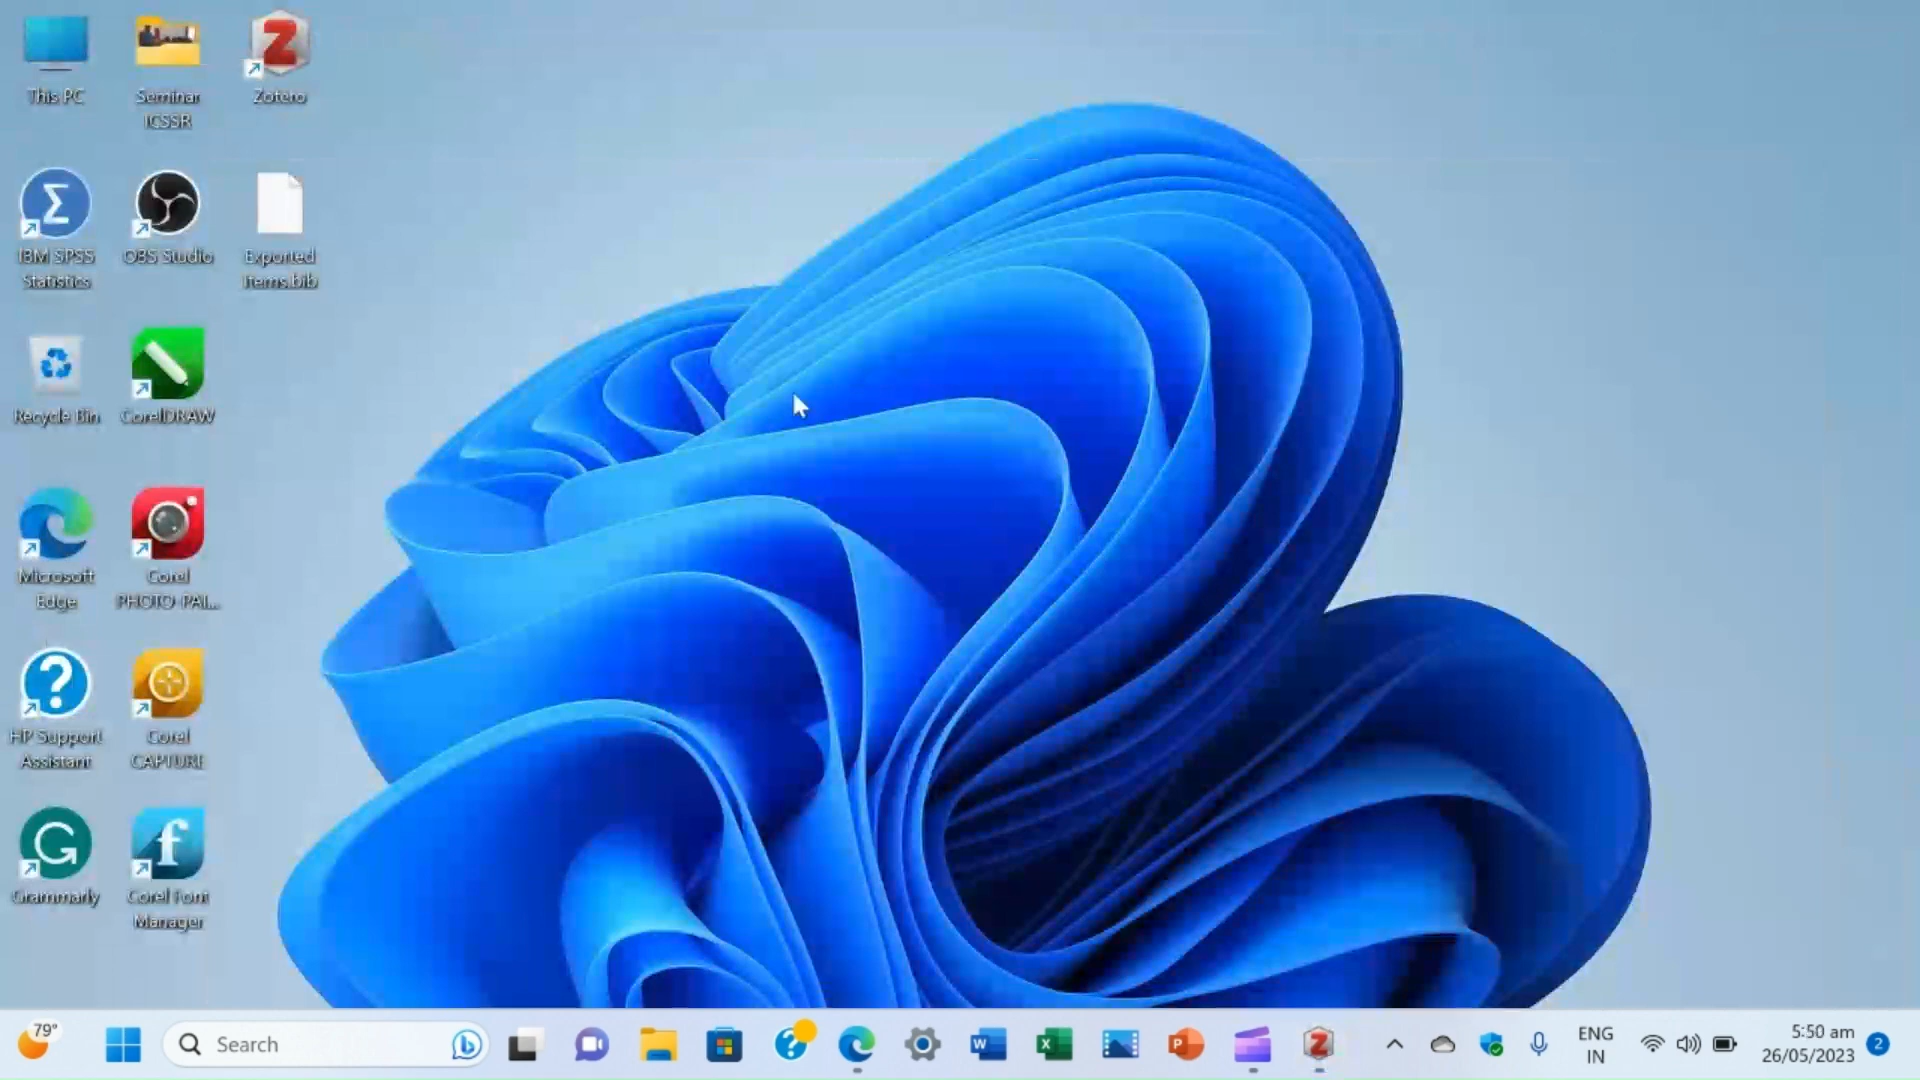 This PC
Seminar
ICSSR
Zotero
IBM SPSS
Statistics
OBS Studio
Exported
Items.bib
Recycle Bin
CorelDRAW
Microsoft
Edge
Corel
PHOTO-PAI...
HP Support
Assistant
Corel
CAPTURE
Grammarly
Corel Font
Manager
79°
Search
ENG
IN
5:50 am
26/05/2023
2